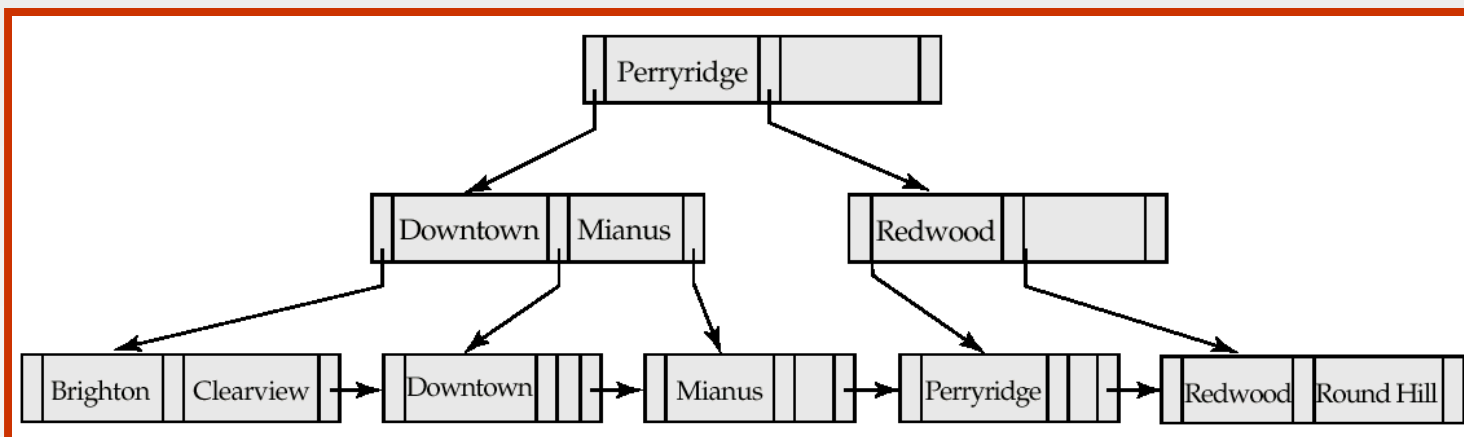 Perryridge
Downtown Mianus Redwood
Brighton Clearview Downtown Mianus Perryridge Redwood Round Hill